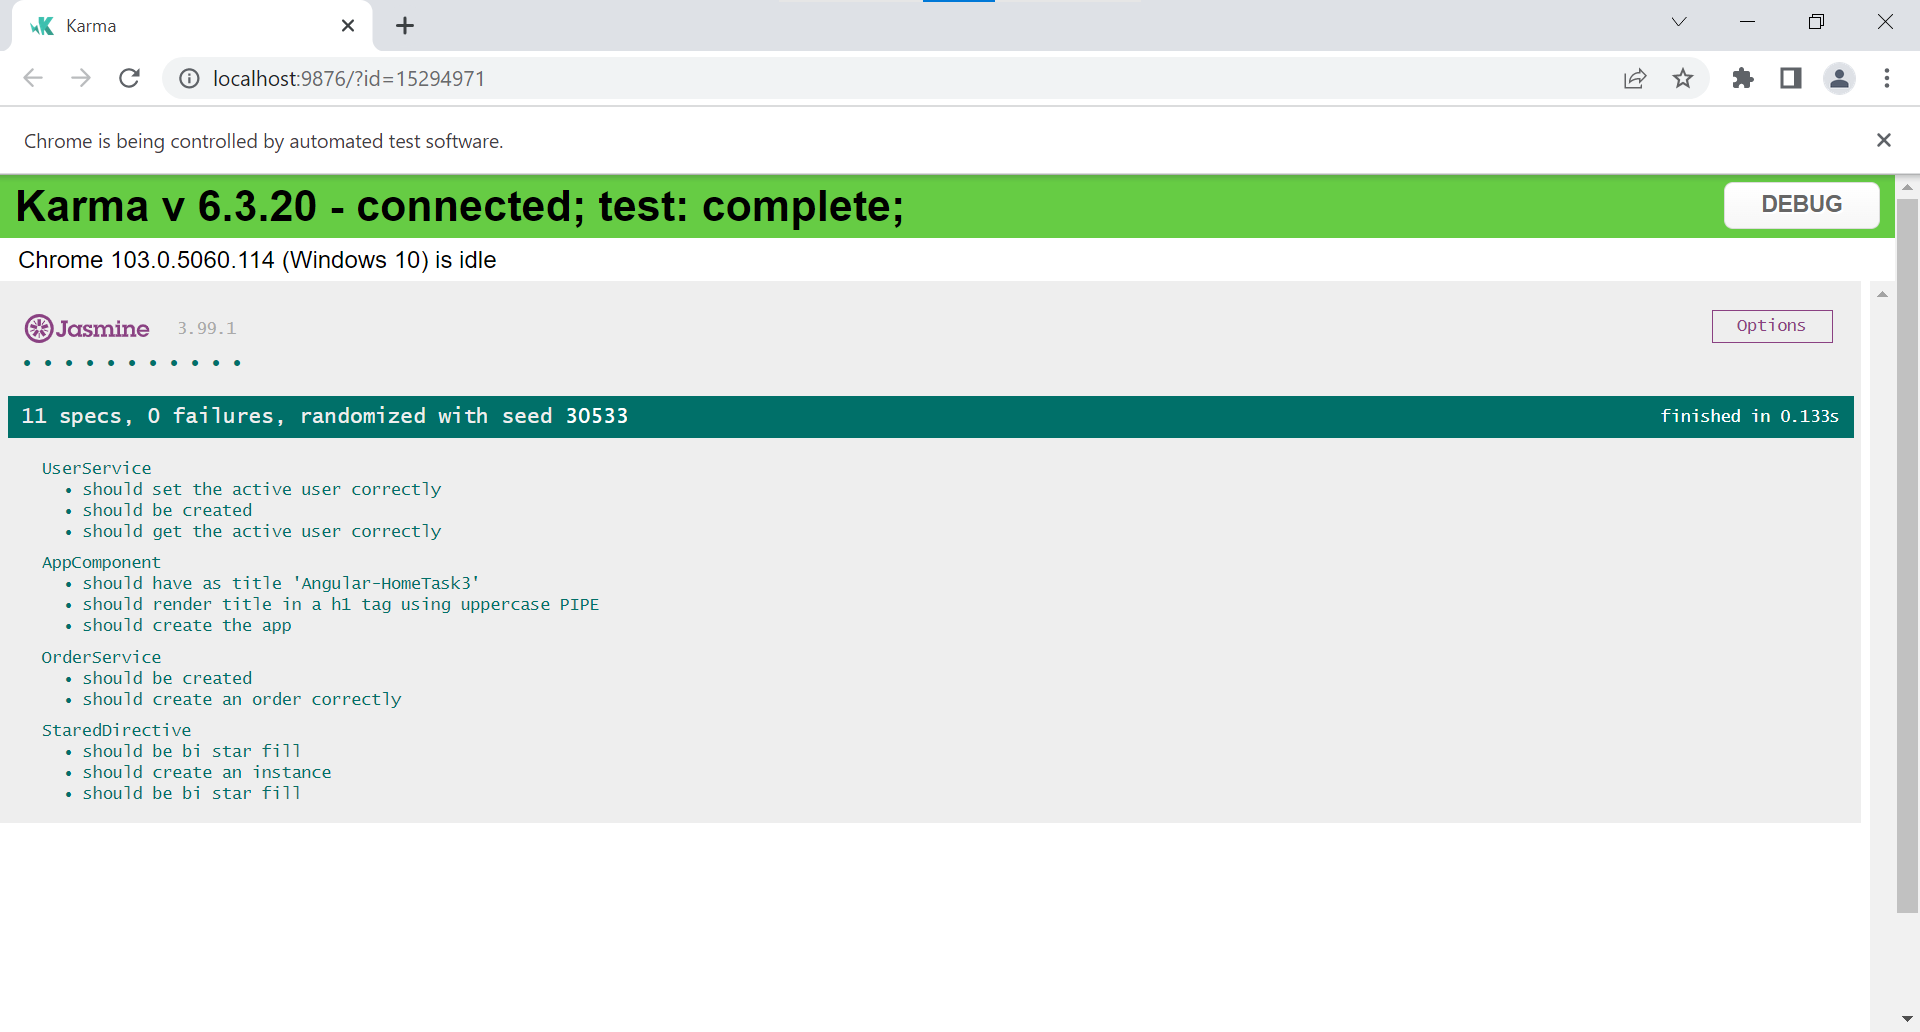 Karma
localhost:9876/?id=15294971
Chrome is being controlled by automated test software.
Karma v 6.3.20 - connected; test: complete;
DEBUG
Chrome 103.0.5060.114 (Windows 10) is idle
Jasmine 3.99.1
Options
11 specs, 0 failures, randomized with seed 30533
finished in 0.133s
UserService
• should set the active user correctly
• should be created
• should get the active user correctly
AppComponent
• should have as title 'Angular-HomeTask3'
• should render title in a h1 tag using uppercase PIPE
• should create the app
OrderService
• should be created
• should create an order correctly
StaredDirective
• should be bi star fill
• should create an instance
• should be bi star fill